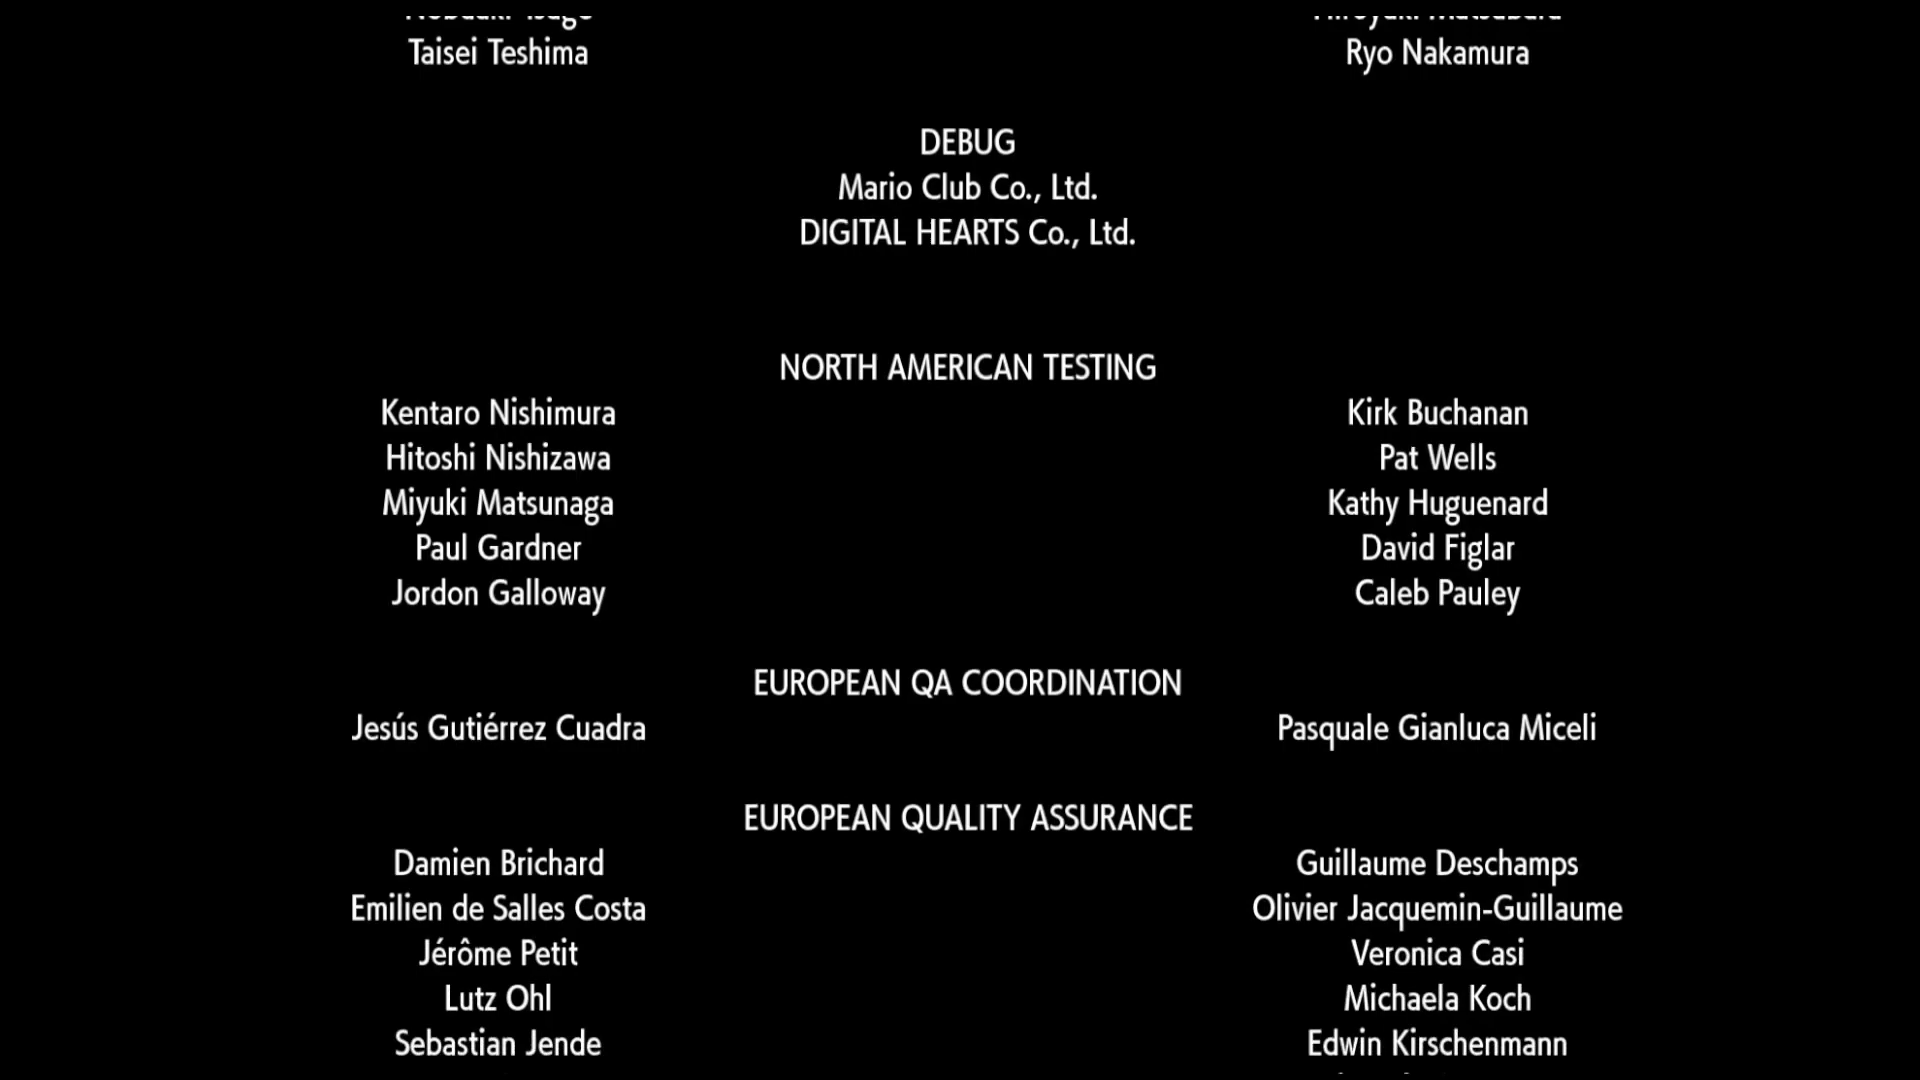 Taisei Teshima
Ryo Nakamura
DEBUG
Mario Club Co., Ltd.
DIGITAL HEARTS Co., Ltd.
NORTH AMERICAN TESTING
Kentaro Nishimura
Kirk Buchanan
Hitoshi Nishizawa
Pat Wells
Miyuki Matsunaga
Kathy Huguenard
Paul Gardner
David Figlar
Jordon Galloway
Caleb Pauley
EUROPEAN QA COORDINATION
Jesús Gutiérrez Cuadra
Pasquale Gianluca Miceli
EUROPEAN QUALITY ASSURANCE
Damien Brichard
Guillaume Deschamps
Emilien de Salles Costa
Olivier Jacquemin-Guillaume
Jérôme Petit
Veronica Casi
Lutz Ohl
Michaela Koch
Sebastian Jende
Edwin Kirschenmann